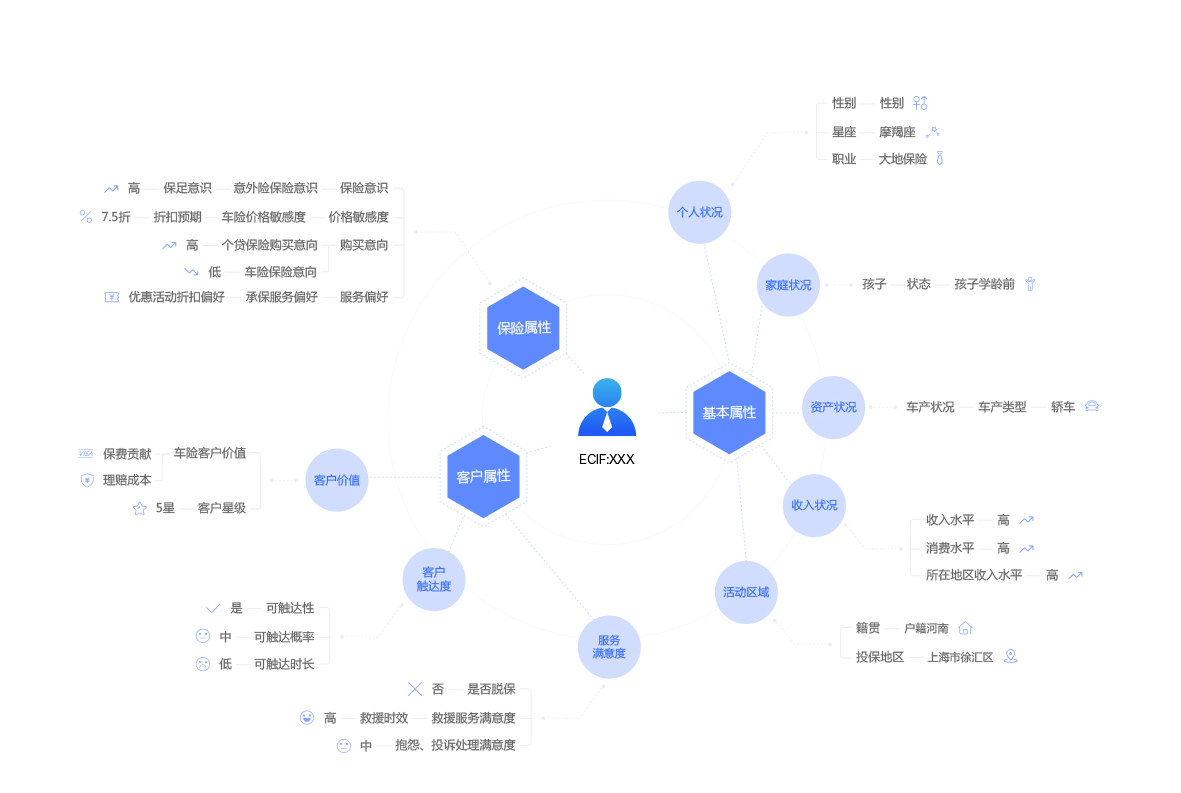 性别 性别
星座 摩羯座
职业 大地保险
个人状况
高 保足意识 意外险保险意识 保险意识
7.5折 折扣预期 车险价格敏感度 价格敏感度
高 个贷保险购买意向 购买意向
低 车险保险意向
优惠活动折扣偏好 承保服务偏好 服务偏好
家庭状况
孩子 状态 孩子学龄前
保险属性
基本属性
资产状况
车产状况 车产类型 轿车
ECIF:XXX
保费贡献 车险客户价值
理赔成本
5星 客户星级
客户价值
客户属性
收入状况
收入水平 高
消费水平 高
所在地区收入水平 高
客户
触达度
活动区域
是 可触达性
中 可触达概率
低 可触达时长
籍贯 户籍河南
投保地区 上海市徐汇区
服务
满意度
否 是否脱保
高 救援时效 救援服务满意度
中 抱怨、投诉处理满意度